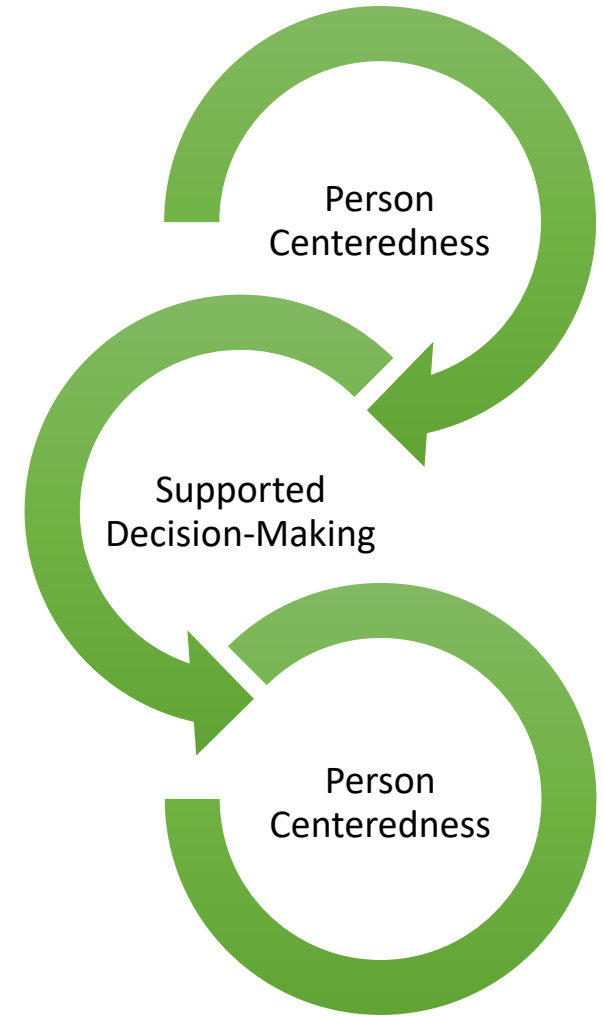 Person
Centeredness
Supported
Decision-Making
Person
Centeredness